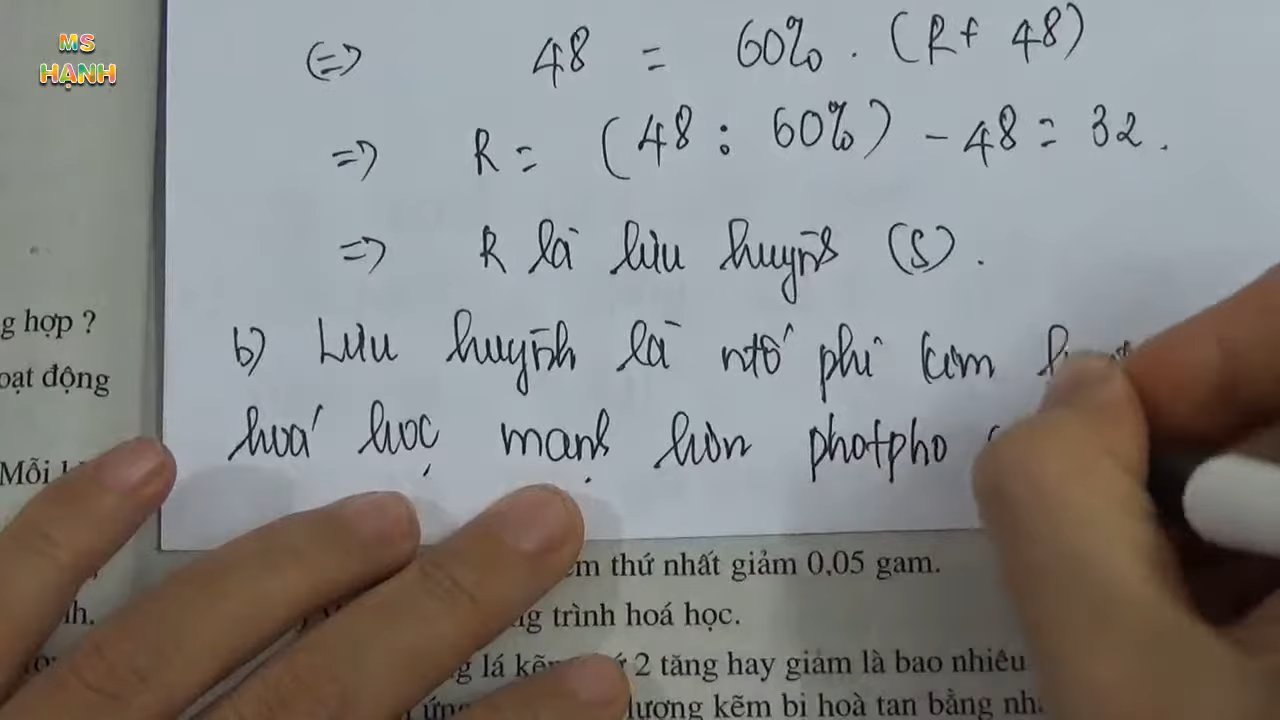 MS
HẠNH
(=> 48 = 60% . (R + 48)
=> R = (48 : 60%) - 48 = 32.
=> R là lưu huỳnh (S).
b) Lưu huỳnh là ntố phi kim
hoá học mạnh hơn photpho
g hợp ?
oạt động
Mỗi
thứ nhất giảm 0,05 gam.
trình hoá học.
lá 2 tăng hay giảm là bao nhiêu
lượng kẽm bị hoà tan bằng